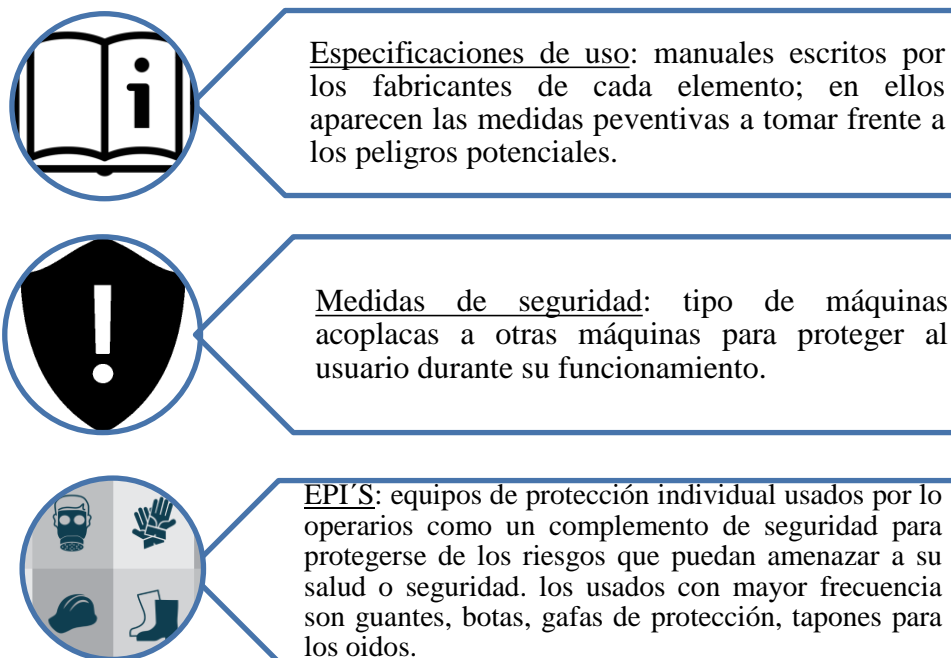 Especificaciones de uso: manuales escritos por
los fabricantes de cada elemento; en ellos
aparecen las medidas peventivas a tomar frente a
los peligros potenciales.
Medidas de seguridad: tipo de máquinas
acoplacas a otras máquinas para proteger al
usuario durante su funcionamiento.
EPI´S: equipos de protección individual usados por lo
operarios como un complemento de seguridad para
protegerse de los riesgos que puedan amenazar a su
salud o seguridad. los usados con mayor frecuencia
son guantes, botas, gafas de protección, tapones para
los oidos.